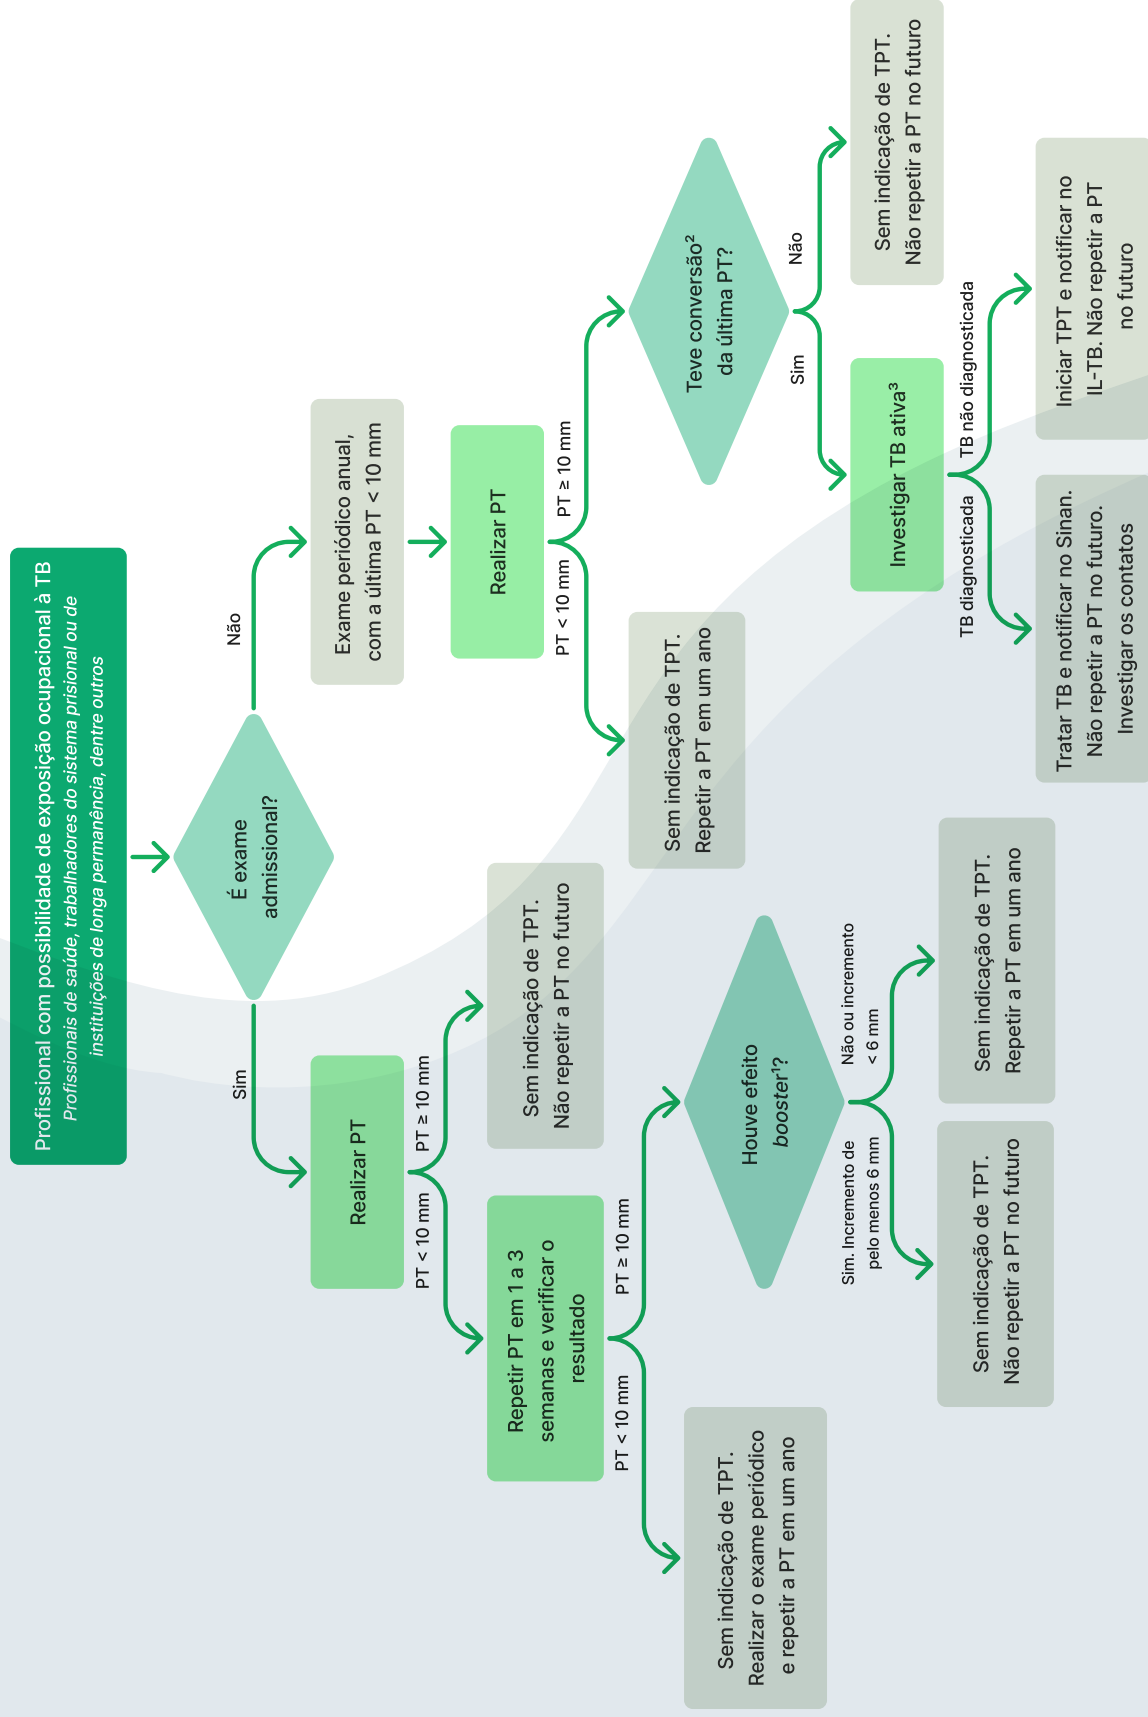 Profissional com possibilidade de exposição ocupacional à TB
Profissionais de saúde, trabalhadores do sistema prisional ou de
instituições de longa permanência, dentre outros
É exame
admissional?
Sim
Não
Realizar PT
Exame periódico anual,
com a última PT < 10 mm
PT < 10 mm
PT ≥ 10 mm
Realizar PT
Repetir PT em 1 a 3
semanas e verificar o
resultado
Sem indicação de TPT.
Não repetir a PT no futuro
PT < 10 mm
PT ≥ 10 mm
PT < 10 mm
PT ≥ 10 mm
Sem indicação de TPT.
Realizar o exame periódico
e repetir a PT em um ano
Houve efeito
booster¹?
Sem indicação de TPT.
Repetir a PT em um ano
Teve conversão²
da última PT?
Sim. Incremento de
pelo menos 6 mm
Não ou incremento
< 6 mm
Sim
Não
Sem indicação de TPT.
Não repetir a PT no futuro
Sem indicação de TPT.
Repetir a PT em um ano
Investigar TB ativa³
Sem indicação de TPT.
Não repetir a PT no futuro
TB diagnosticada
TB não diagnosticada
Tratar TB e notificar no Sinan.
Não repetir a PT no futuro.
Investigar os contatos
Iniciar TPT e notificar no
IL-TB. Não repetir a PT
no futuro